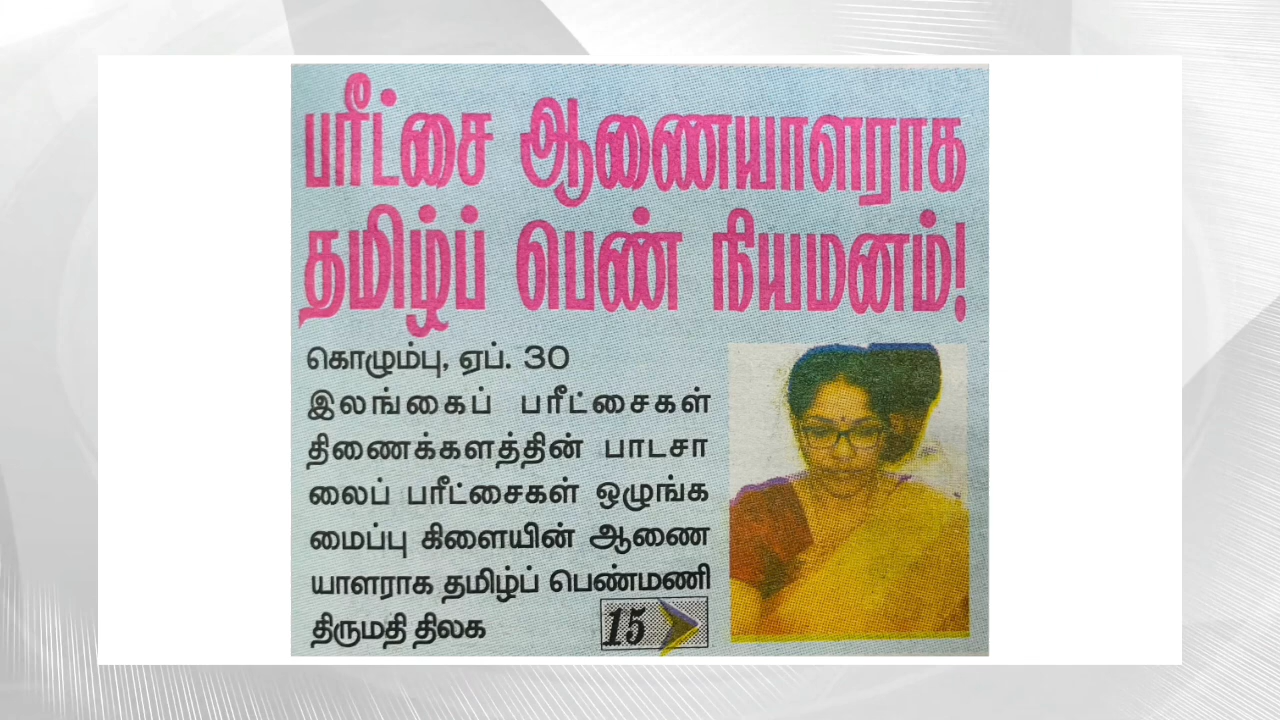 பரீட்சை ஆணையாளராக
தமிழ்ப் பெண் நியமனம்!
கொழும்பு, ஏப். 30
இலங்கைப் பரீட்சைகள்
திணைக்களத்தின் பாடசா
லைப் பரீட்சைகள் ஒழுங்க
மைப்பு கிளையின் ஆணை
யாளராக தமிழ்ப் பெண்மணி
திருமதி திலக
15